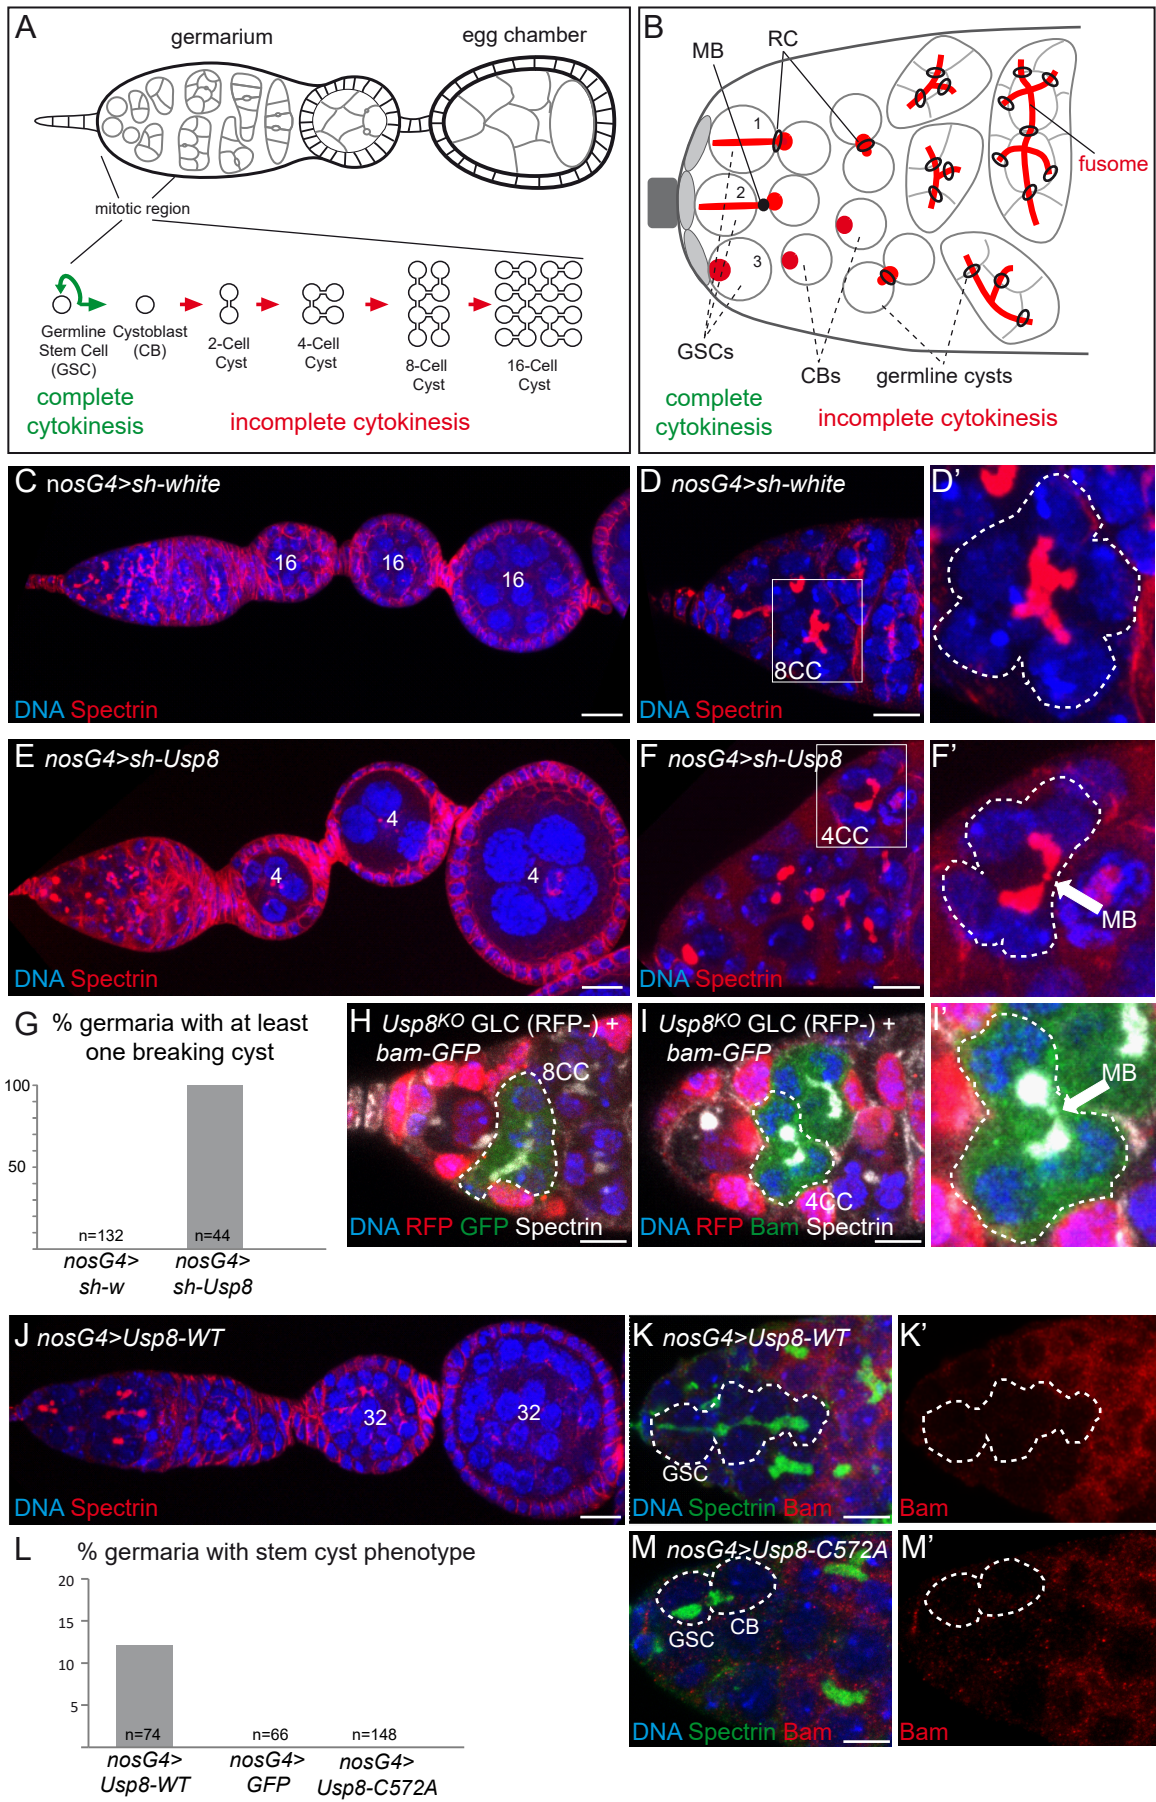 A
germarium
egg chamber
mitotic region
Germline
Stem Cell
(GSC)
Cystoblast
(CB)
2-Cell
Cyst
4-Cell
Cyst
8-Cell
Cyst
16-Cell
Cyst
complete
cytokinesis
incomplete cytokinesis
B
MB
RC
1
2
3
fusome
GSCs
CBs
germline cysts
complete
cytokinesis
incomplete cytokinesis
C nosG4>sh-white
16
16
16
DNA Spectrin
D nosG4>sh-white
8CC
DNA Spectrin
D'
E nosG4>sh-Usp8
4
4
4
DNA Spectrin
F nosG4>sh-Usp8
4CC
DNA Spectrin
F'
MB
G % germaria with at least
one breaking cyst
100
50
n=132
n=44
nosG4>
sh-w
nosG4>
sh-Usp8
H Usp8KO GLC (RFP-) +
bam-GFP
8CC
DNA RFP GFP Spectrin
I Usp8KO GLC (RFP-) +
bam-GFP
4CC
DNA RFP Bam Spectrin
I'
MB
J nosG4>Usp8-WT
32
32
DNA Spectrin
K nosG4>Usp8-WT
GSC
DNA Spectrin Bam
K'
Bam
L % germaria with stem cyst phenotype
20
15
10
5
n=74
n=66
n=148
nosG4>
Usp8-WT
nosG4>
GFP
nosG4>
Usp8-C572A
M nosG4>Usp8-C572A
GSC
CB
DNA Spectrin Bam
M'
Bam